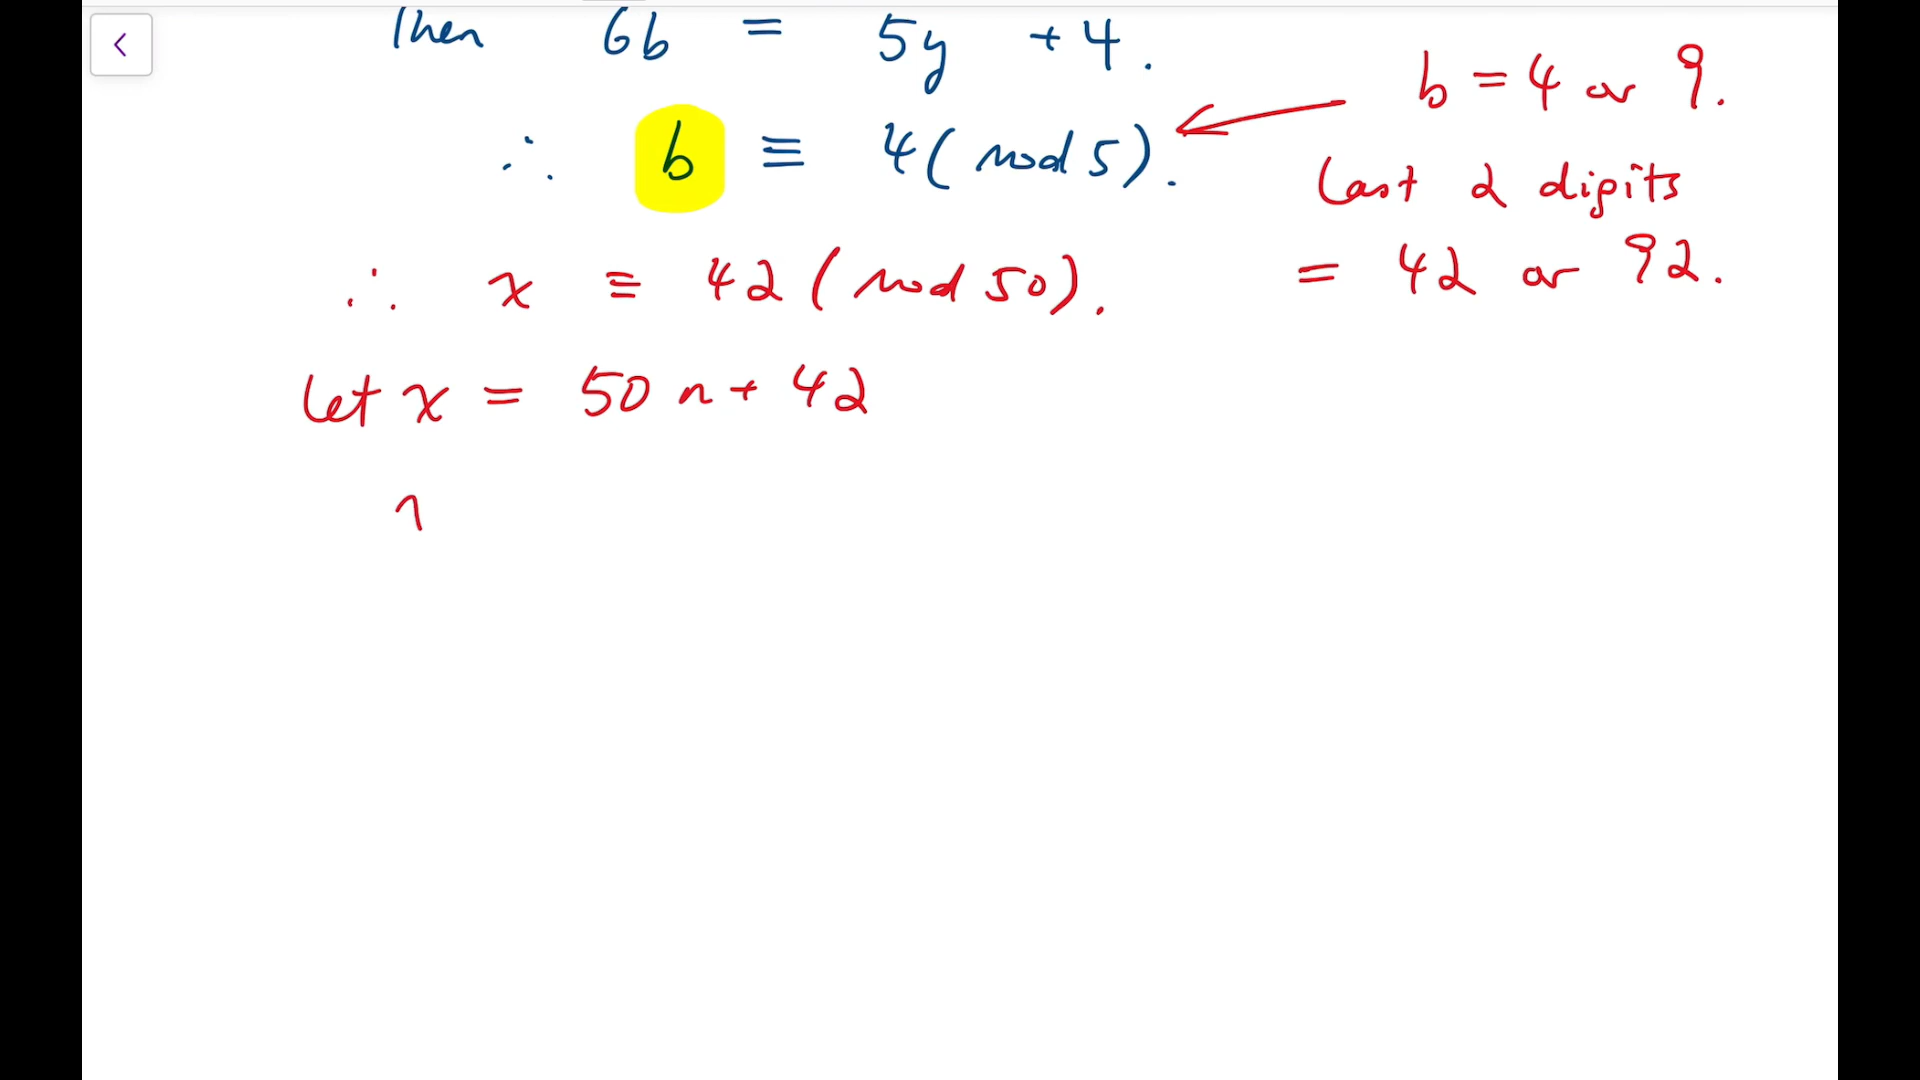 Then 6b = 5y + 4.
∴ b ≡ 4 (mod 5).
b = 4 or 9.
Last 2 digits
= 42 or 92.
∴ x ≡ 42 (mod 50).
Let x = 50n + 42